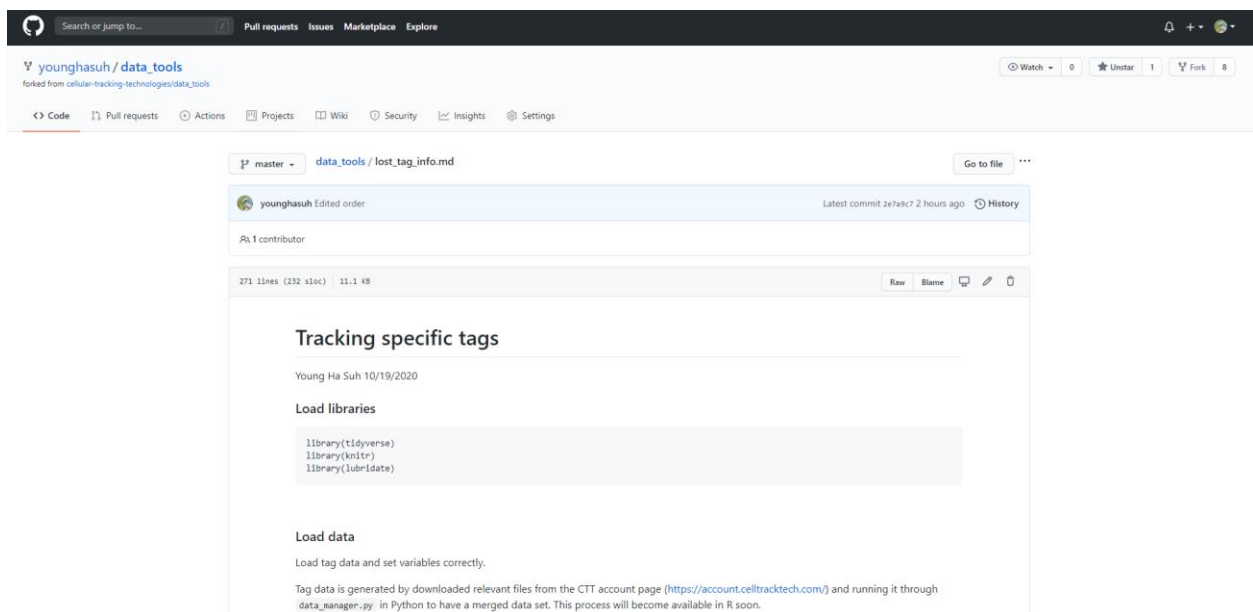 Search or jump to... / Pull requests Issues Marketplace Explore
younghasuh / data_tools
Watch 0 Unstar 1 Fork 8
forked from cellular-tracking-technologies/data_tools
<> Code Pull requests Actions Projects Wiki Security Insights Settings
master data_tools / lost_tag_info.md Go to file ...
younghasuh Edited order Latest commit 2e7a9c7 2 hours ago History
1 contributor
271 lines (232 sloc) | 11.1 KB Raw Blame
Tracking specific tags
Young Ha Suh 10/19/2020
Load libraries
library(tidyverse)
library(knitr)
library(lubridate)
Load data
Load tag data and set variables correctly.
Tag data is generated by downloaded relevant files from the CTT account page (https://account.celltracktech.com/) and running it through
data_manager.py in Python to have a merged data set. This process will become available in R soon.